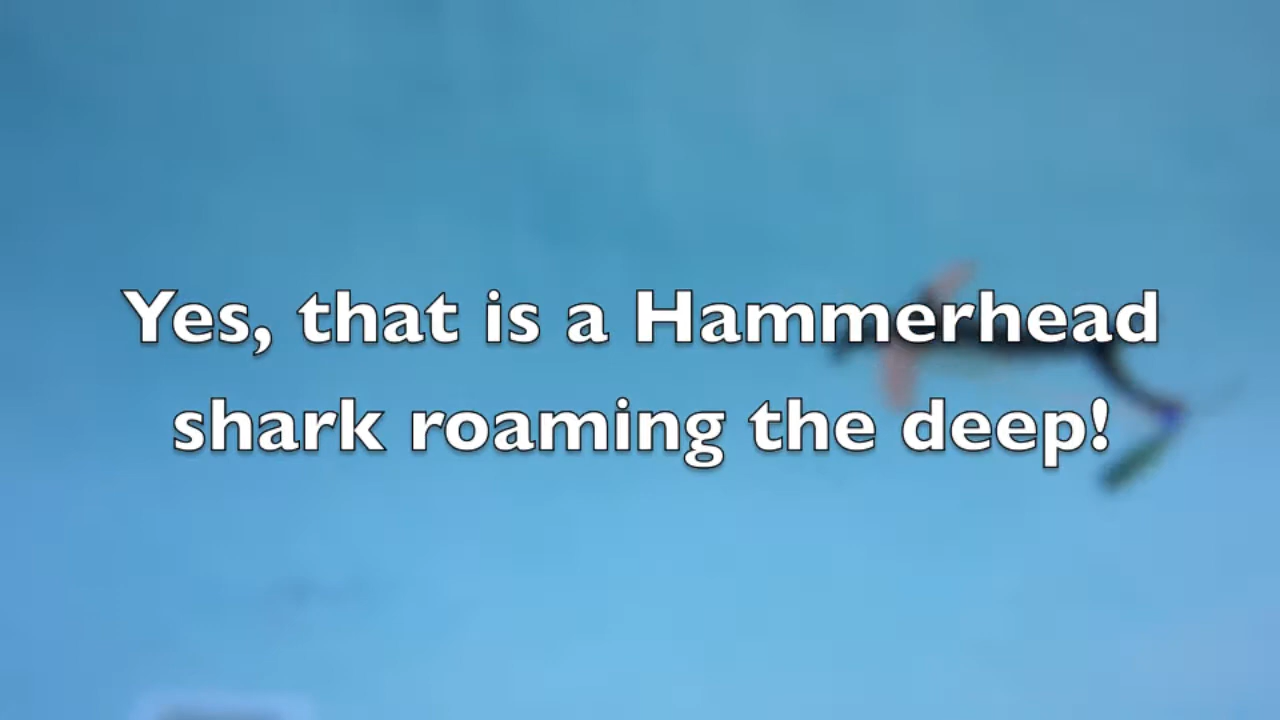 Yes, that is a Hammerhead
shark roaming the deep!